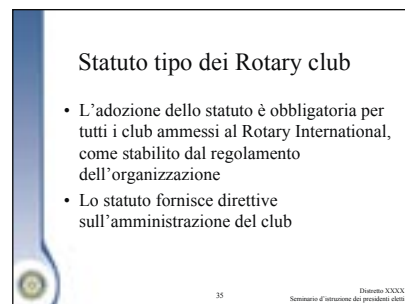 Statuto tipo dei Rotary club
• L’adozione dello statuto è obbligatoria per
tutti i club ammessi al Rotary International,
come stabilito dal regolamento
dell’organizzazione
• Lo statuto fornisce direttive
sull’amministrazione del club
35
Distretto XXXX
Seminario d’istruzione dei presidenti eletti